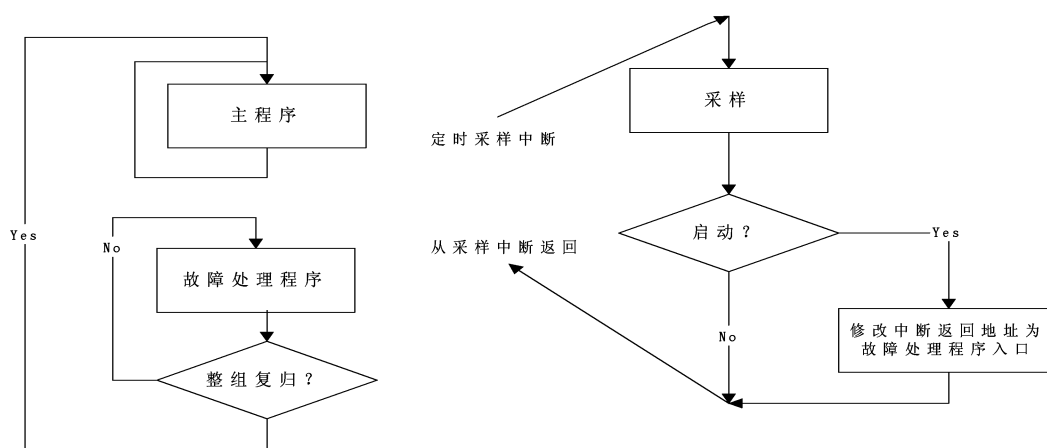 主程序
Yes
No
故障处理程序
整组复归？
定时采样中断
采样
启动？
Yes
从采样中断返回
No
修改中断返回地址为
故障处理程序入口